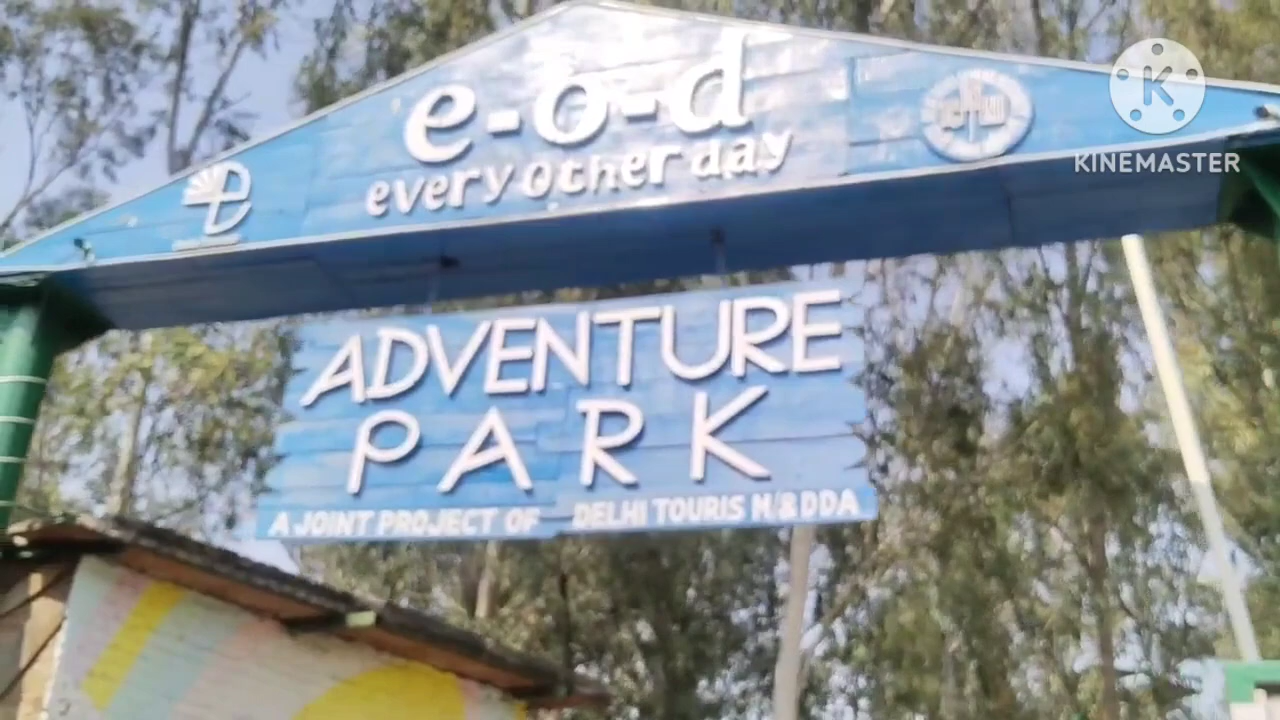 e-o-d
every other day
K
KINEMASTER
ADVENTURE
PARK
A JOINT PROJECT OF DELHI TOURIS M & DDA